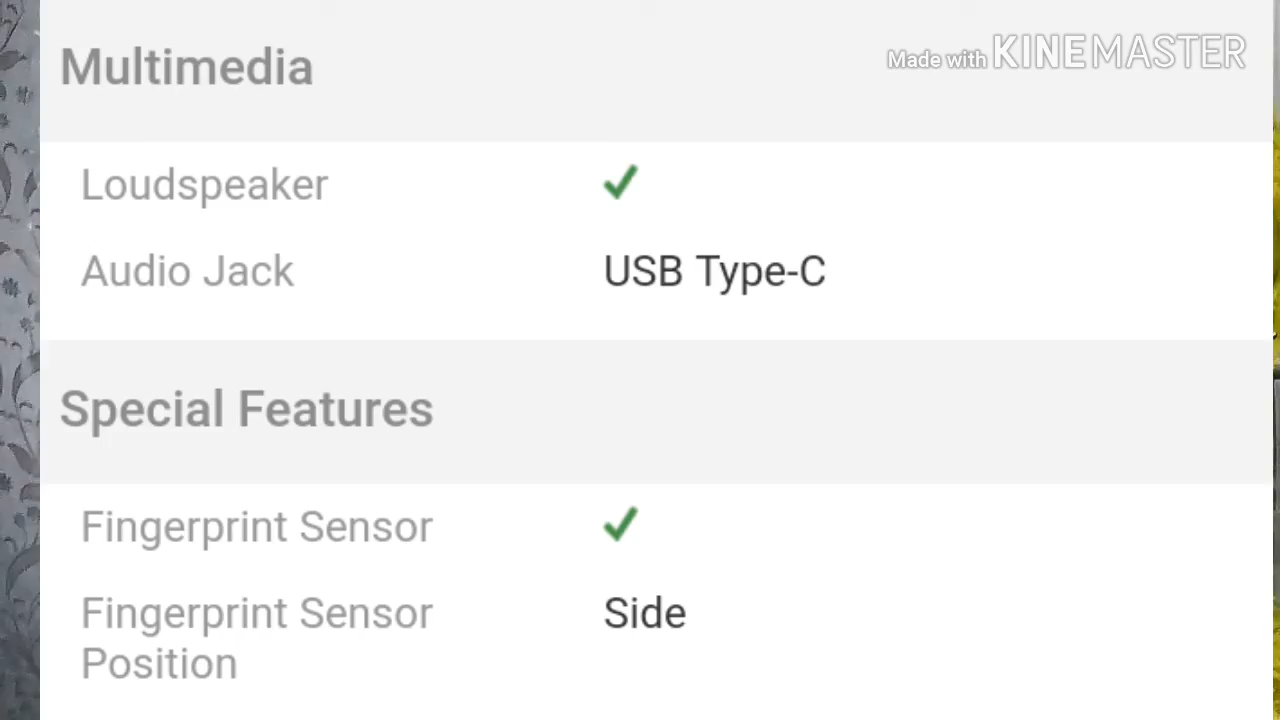 Multimedia
Made with KINEMASTER
Loudspeaker
Audio Jack USB Type-C
Special Features
Fingerprint Sensor
Fingerprint Sensor Side
Position